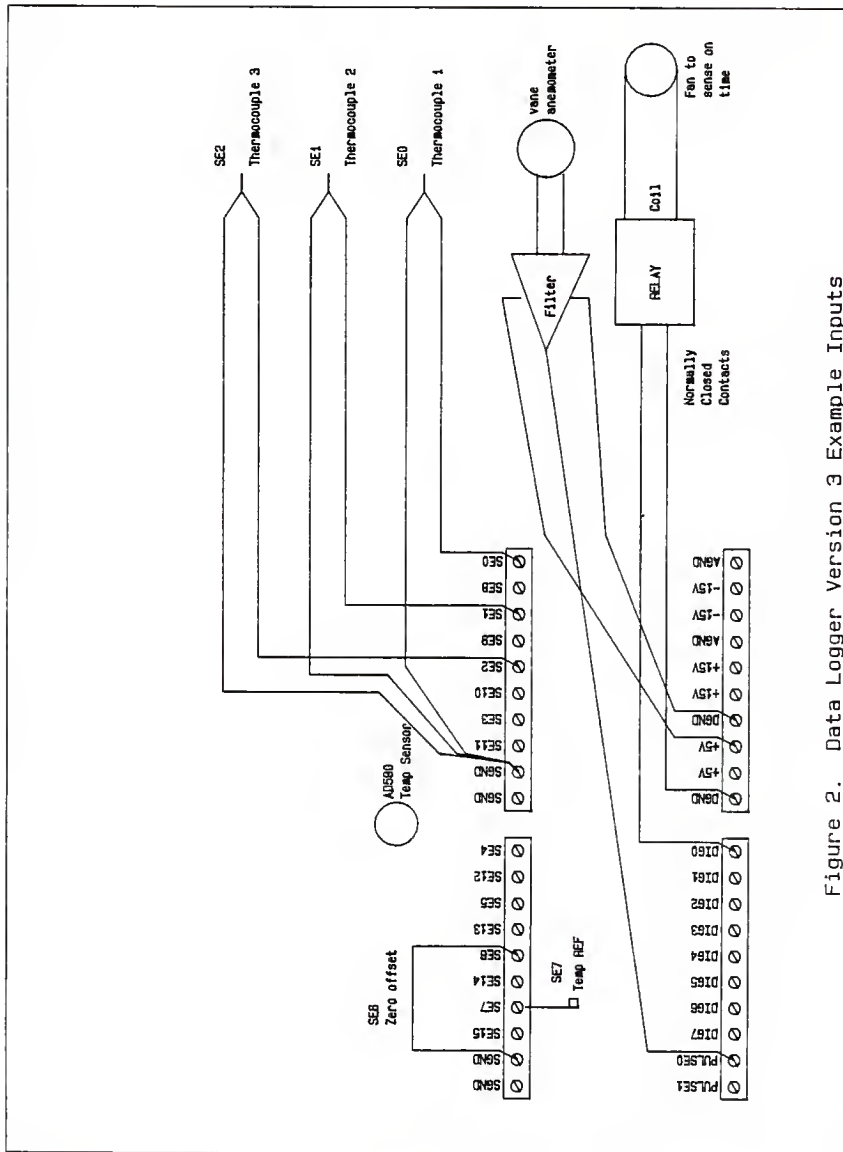 SE2
Thermocouple 3
SE1
Thermocouple 2
SE0
Thermocouple 1
vane
anemometer
Fan to
sense on
time
Filter
Coil
RELAY
Normally
Closed
Contacts
AD590
Temp Sensor
SE0
SE8
SE1
SE9
SE2
SE10
SE3
SE11
SGND
SGND
AGND
-15V
-15V
AGND
+15V
+15V
DGND
+5V
+5V
DGND
SE6
Zero offset
SE4
SE12
SE5
SE13
SE6
SE14
SE7
SE15
SGND
SGND
SE7
Temp REF
DIG0
DIG1
DIG2
DIG3
DIG4
DIG5
DIG6
DIG7
PULSE0
PULSE1
Figure 2. Data Logger Version 3 Example Inputs